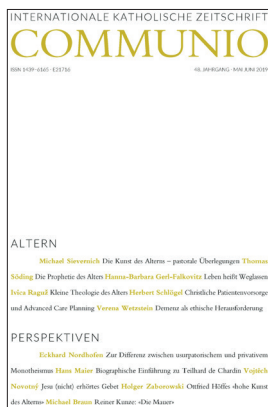 INTERNATIONALE KATHOLISCHE ZEITSCHRIFT
COMMUNIO
ISSN 1439-6165 · E21716 48. JAHRGANG · MAI JUNI 2019
ALTERN
Michael Sievernich Die Kunst des Alterns – pastorale Überlegungen Thomas
Söding Die Prophetie des Alters Hanna-Barbara Gerl-Falkovitz Leben heißt Weglassen
Ivica Raguž Kleine Theologie des Alters Herbert Schlögel Christliche Patientenvorsorge
und Advanced Care Planning Verena Wetzstein Demenz als ethische Herausforderung
PERSPEKTIVEN
Eckhard Nordhofen Zur Differenz zwischen usurpatorischem und privativem
Monotheismus Hans Maier Biographische Einführung zu Teilhard de Chardin Vojtěch
Novotný Jesu (nicht) erhörtes Gebet Holger Zaborowski Otfried Höffes «hohe Kunst
des Alterns» Michael Braun Reiner Kunze: «Die Mauer»